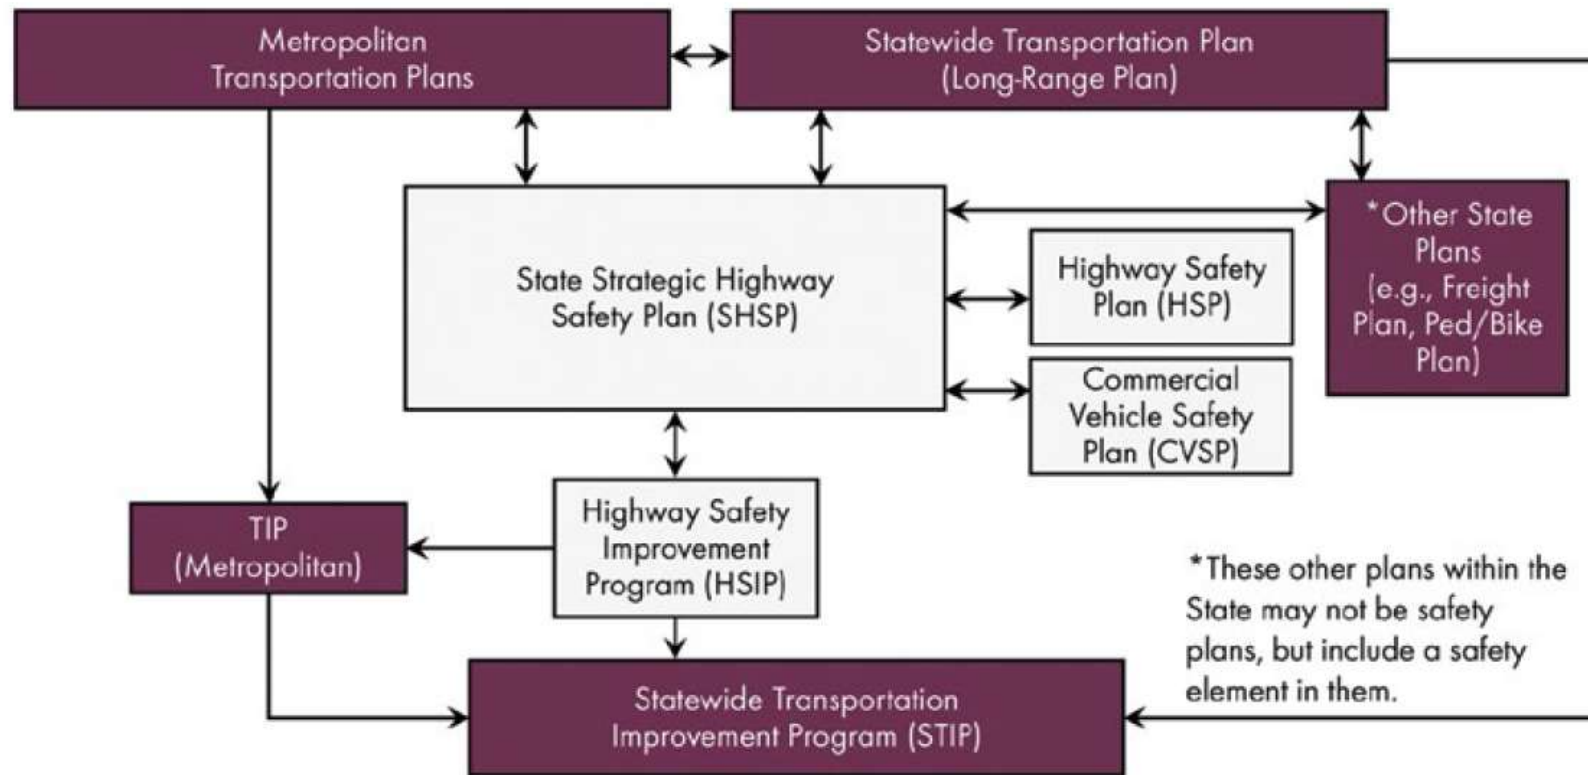 Metropolitan
Transportation Plans
Statewide Transportation Plan
(Long-Range Plan)
State Strategic Highway
Safety Plan (SHSP)
Highway Safety
Plan (HSP)
Commercial
Vehicle Safety
Plan (CVSP)
*Other State
Plans
(e.g., Freight
Plan, Ped/Bike
Plan)
TIP
(Metropolitan)
Highway Safety
Improvement
Program (HSIP)
*These other plans within the
State may not be safety
plans, but include a safety
element in them.
Statewide Transportation
Improvement Program (STIP)